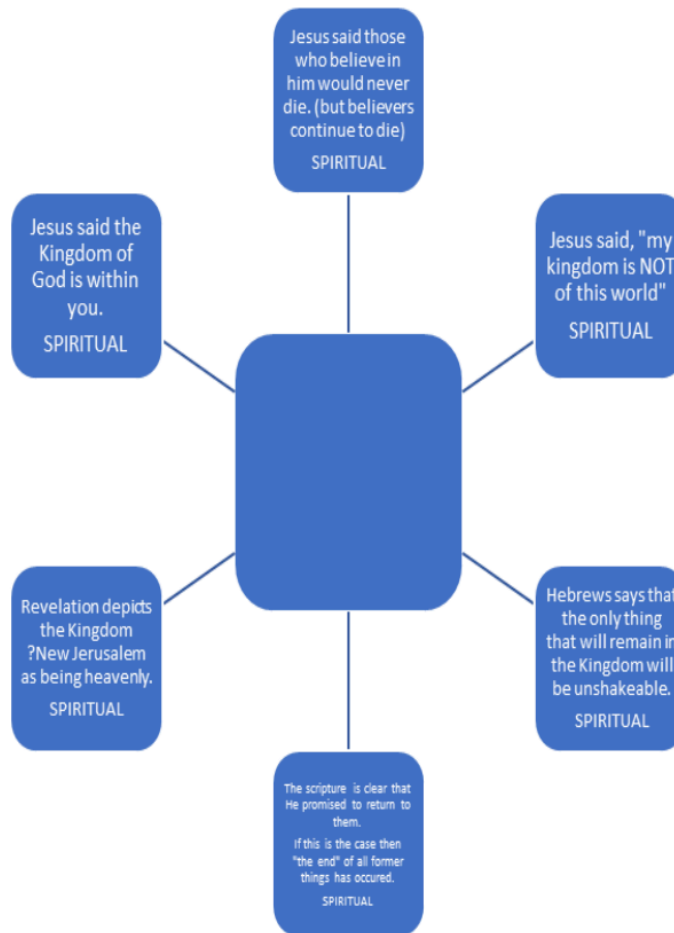 Jesus said those
who believe in
him would never
die. (but believers
continue to die)
SPIRITUAL
Jesus said the
Kingdom of
God is within
you.
SPIRITUAL
Jesus said, "my
kingdom is NOT
of this world"
SPIRITUAL
Revelation depicts
the Kingdom
?New Jerusalem
as being heavenly.
SPIRITUAL
Hebrews says that
the only thing
that will remain in
the Kingdom will
be unshakeable.
SPIRITUAL
The scripture is clear that
He promised to return to
them.
If this is the case then
"the end" of all former
things has occured.
SPIRITUAL